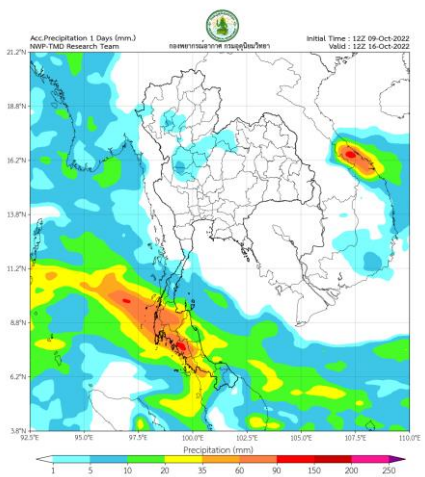 Acc.Precipitation 1 Days (mm.)
NWP-TMD Research Team
กองพยากรณ์อากาศ กรมอุตุนิยมวิทยา
Initial Time : 12Z 09-Oct-2022
Valid : 12Z 16-Oct-2022
21.2°N
18.8°N
16.2°N
13.8°N
11.2°N
8.8°N
6.2°N
3.8°N
92.5°E 95.0°E 97.5°E 100.0°E 102.5°E 105.0°E 107.5°E 110.0°E
Precipitation (mm)
1 5 10 20 35 60 90 150 200 250